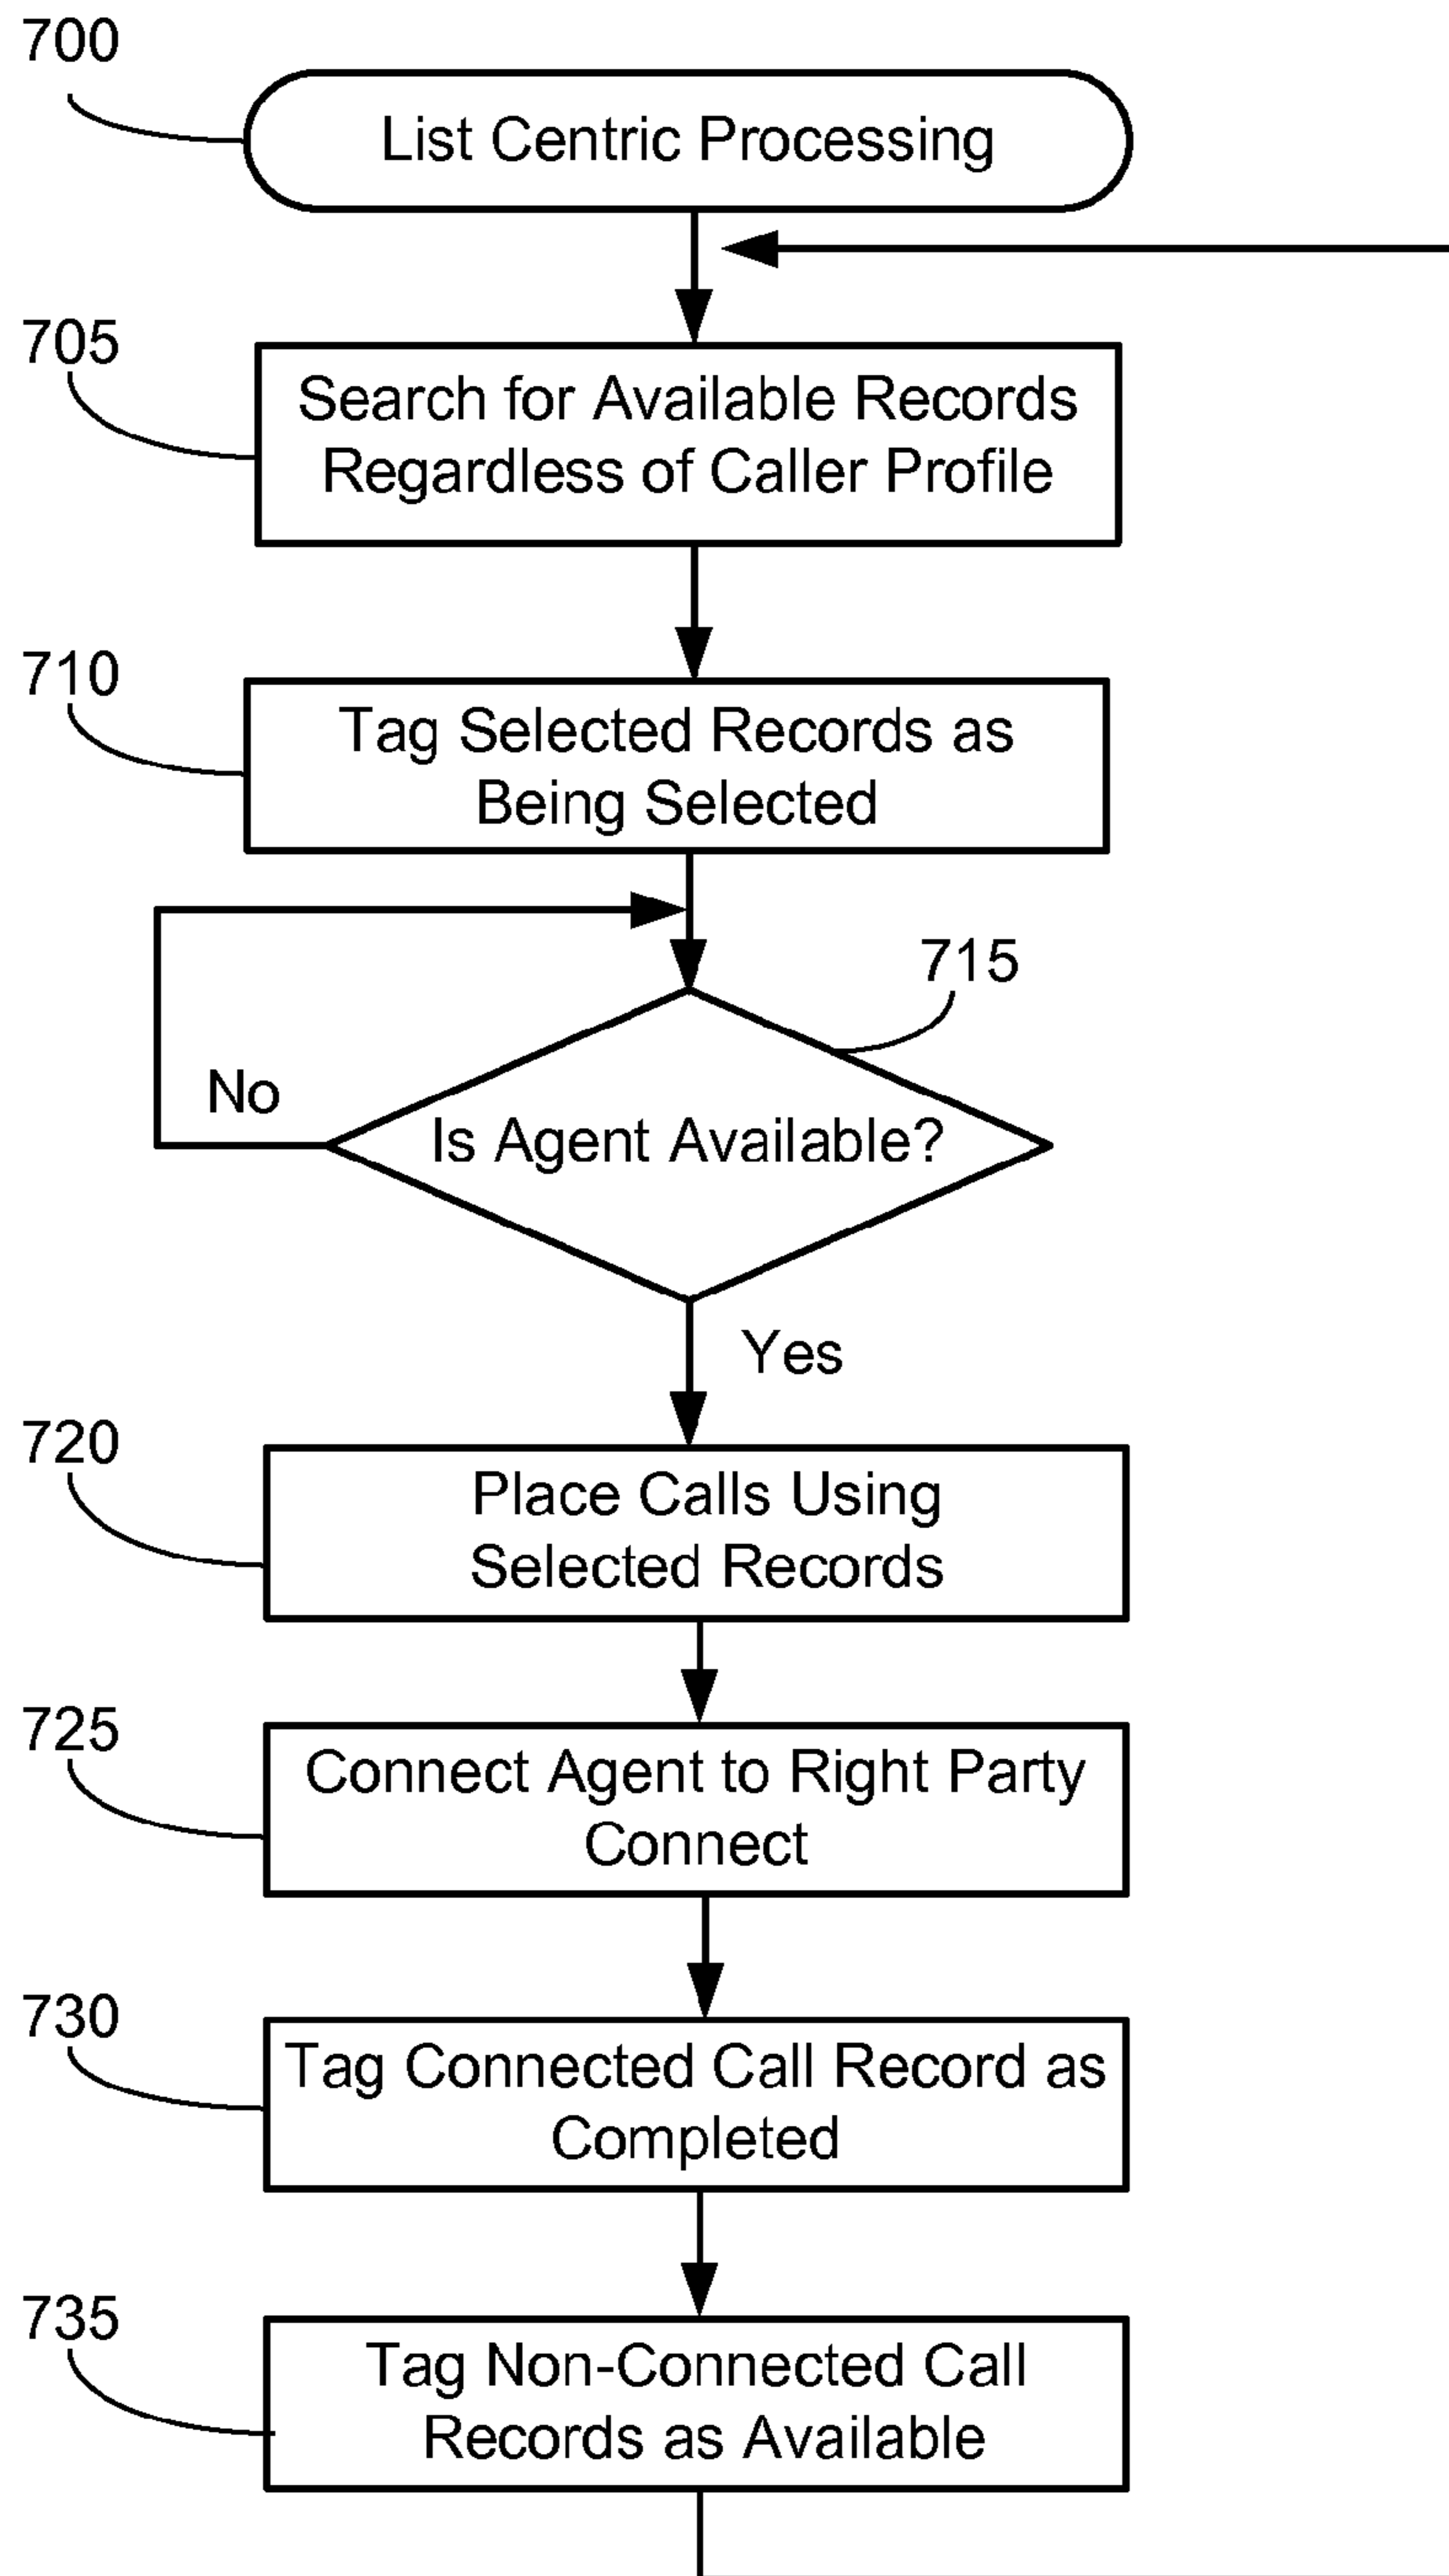 700
List Centric Processing
705
Search for Available Records
Regardless of Caller Profile
710
Tag Selected Records as
Being Selected
715
No
Is Agent Available?
Yes
720
Place Calls Using
Selected Records
725
Connect Agent to Right Party
Connect
730
Tag Connected Call Record as
Completed
735
Tag Non-Connected Call
Records as Available